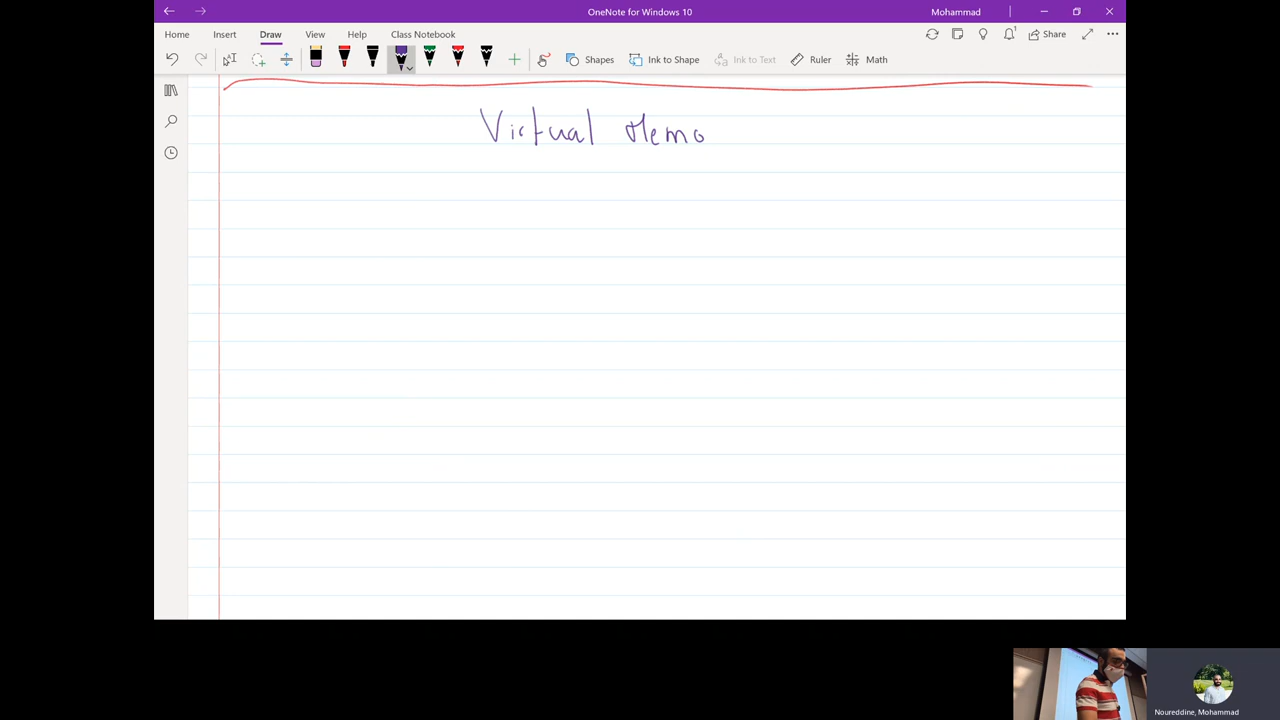 OneNote for Windows 10
Mohammad
Home Insert Draw View Help Class Notebook
Share
Shapes Ink to Shape Ink to Text Ruler Math
Virtual Memo
Noureddine, Mohammad